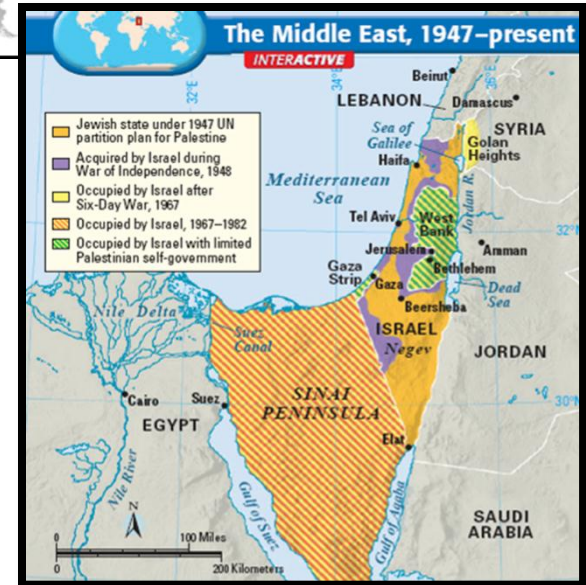 The Middle East, 1947–present
INTERACTIVE
32°E
34°E
36°E
Beirut
LEBANON
Damascus
Sea of
Galilee
SYRIA
Golan
Heights
Jewish state under 1947 UN
partition plan for Palestine
Acquired by Israel during
War of Independence, 1948
Occupied by Israel after
Six-Day War, 1967
Occupied by Israel, 1967–1982
Occupied by Israel with limited
Palestinian self-government
Haifa
Mediterranean
Sea
Jordan R.
Tel Aviv
West
Bank
32°N
Jerusalem
Amman
Gaza
Strip
Bethlehem
Gaza
Dead
Sea
Beersheba
Nile Delta
Suez
Canal
ISRAEL
Negev
JORDAN
Cairo
Suez
SINAI
PENINSULA
30°N
EGYPT
Elat
Nile River
Gulf of Suez
Gulf of Aqaba
SAUDI
ARABIA
N
0
100 Miles
0
200 Kilometers